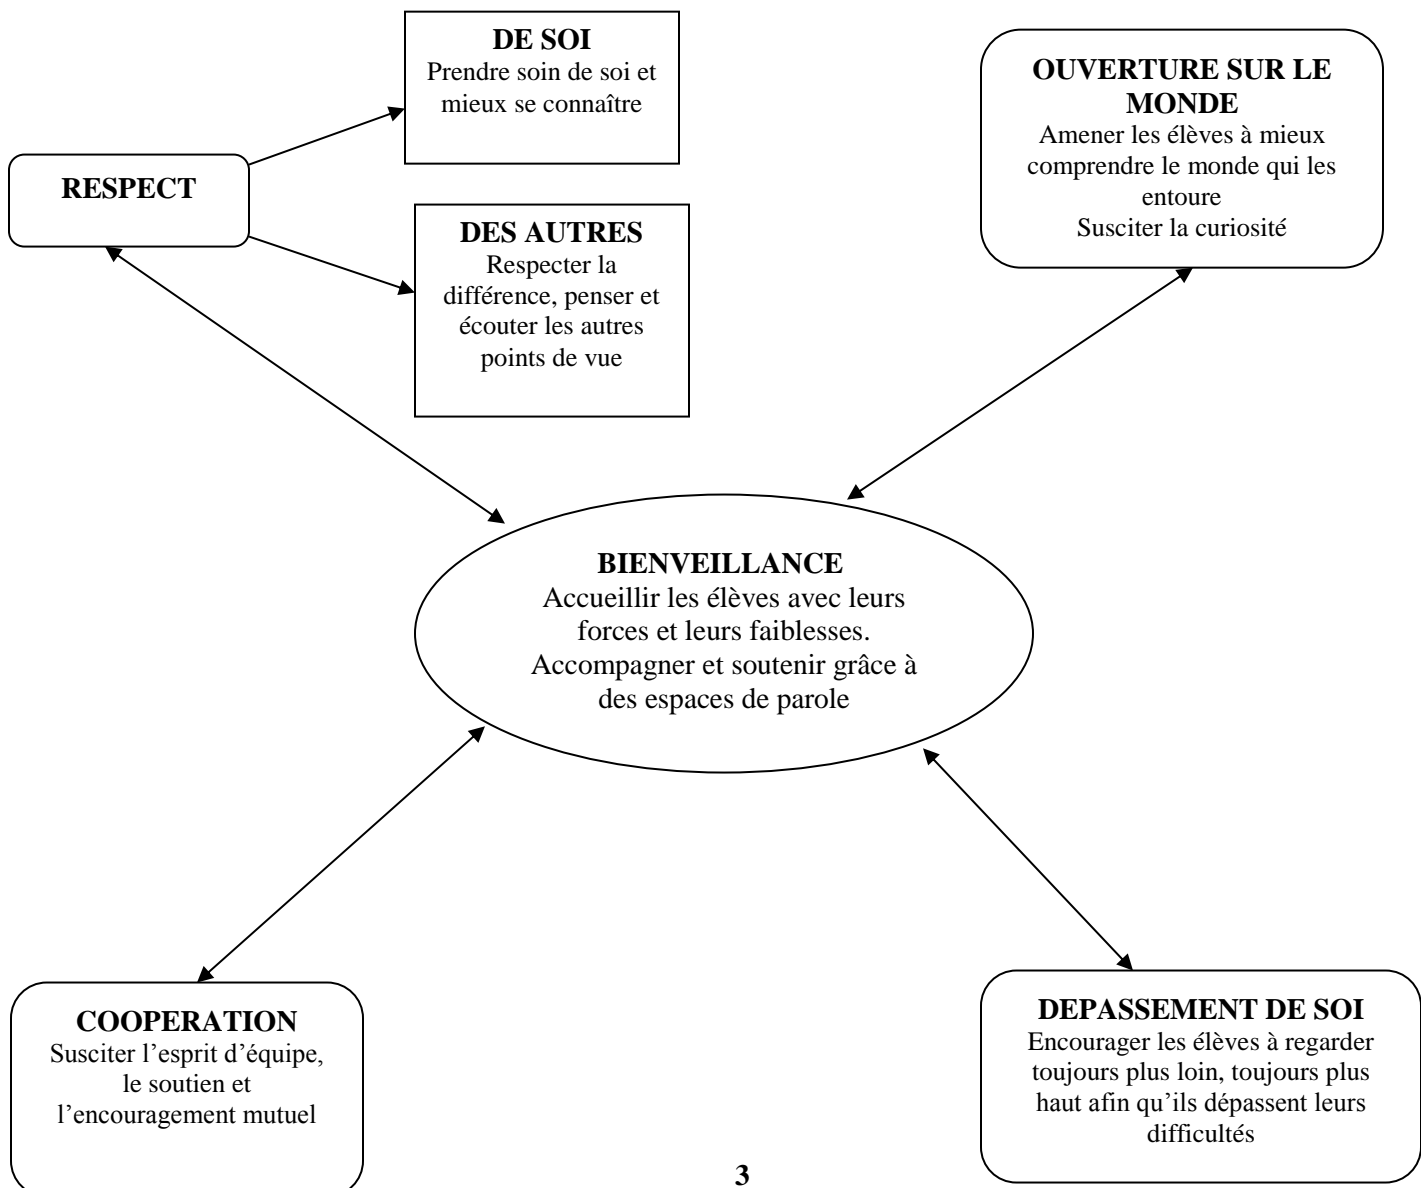 DE SOI
Prendre soin de soi et
mieux se connaître
RESPECT
DES AUTRES
Respecter la
différence, penser et
écouter les autres
points de vue
OUVERTURE SUR LE
MONDE
Amener les élèves à mieux
comprendre le monde qui les
entoure
Susciter la curiosité
BIENVEILLANCE
Accueillir les élèves avec leurs
forces et leurs faiblesses.
Accompagner et soutenir grâce à
des espaces de parole
COOPERATION
Susciter l’esprit d’équipe,
le soutien et
l’encouragement mutuel
DEPASSEMENT DE SOI
Encourager les élèves à regarder
toujours plus loin, toujours plus
haut afin qu’ils dépassent leurs
difficultés
3